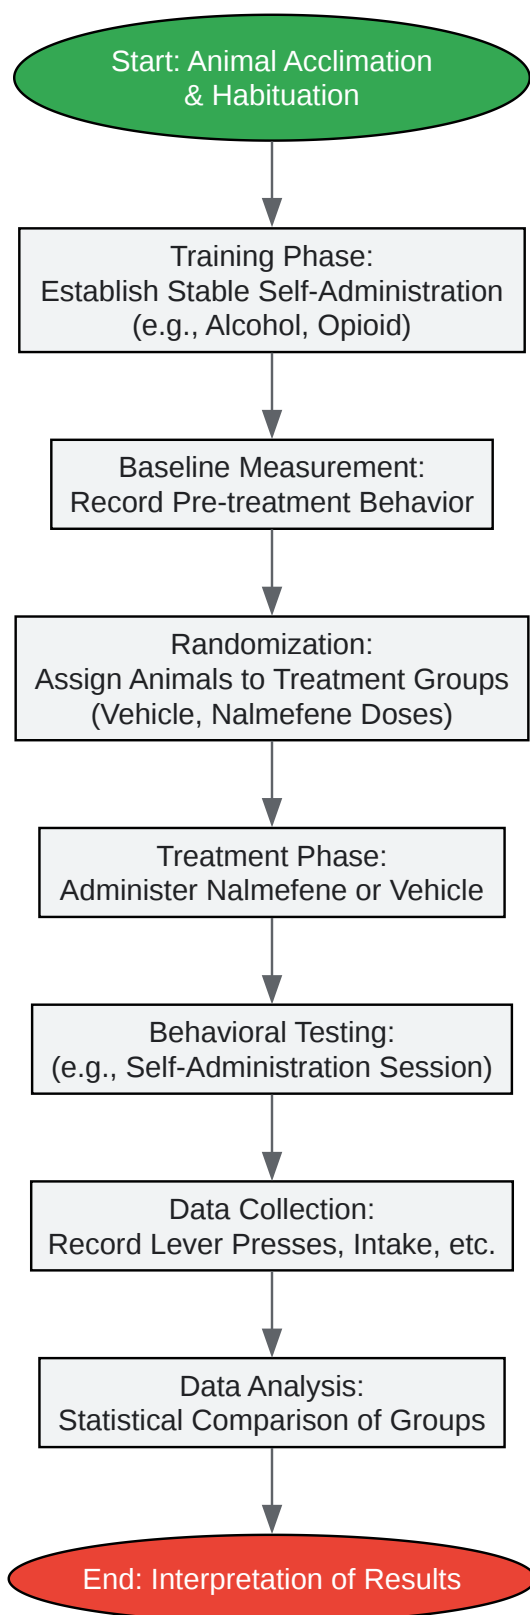 Start: Animal Acclimation
& Habituation
Training Phase:
Establish Stable Self-Administration
(e.g., Alcohol, Opioid)
Baseline Measurement:
Record Pre-treatment Behavior
Randomization:
Assign Animals to Treatment Groups
(Vehicle, Nalmefene Doses)
Treatment Phase:
Administer Nalmefene or Vehicle
Behavioral Testing:
(e.g., Self-Administration Session)
Data Collection:
Record Lever Presses, Intake, etc.
Data Analysis:
Statistical Comparison of Groups
End: Interpretation of Results